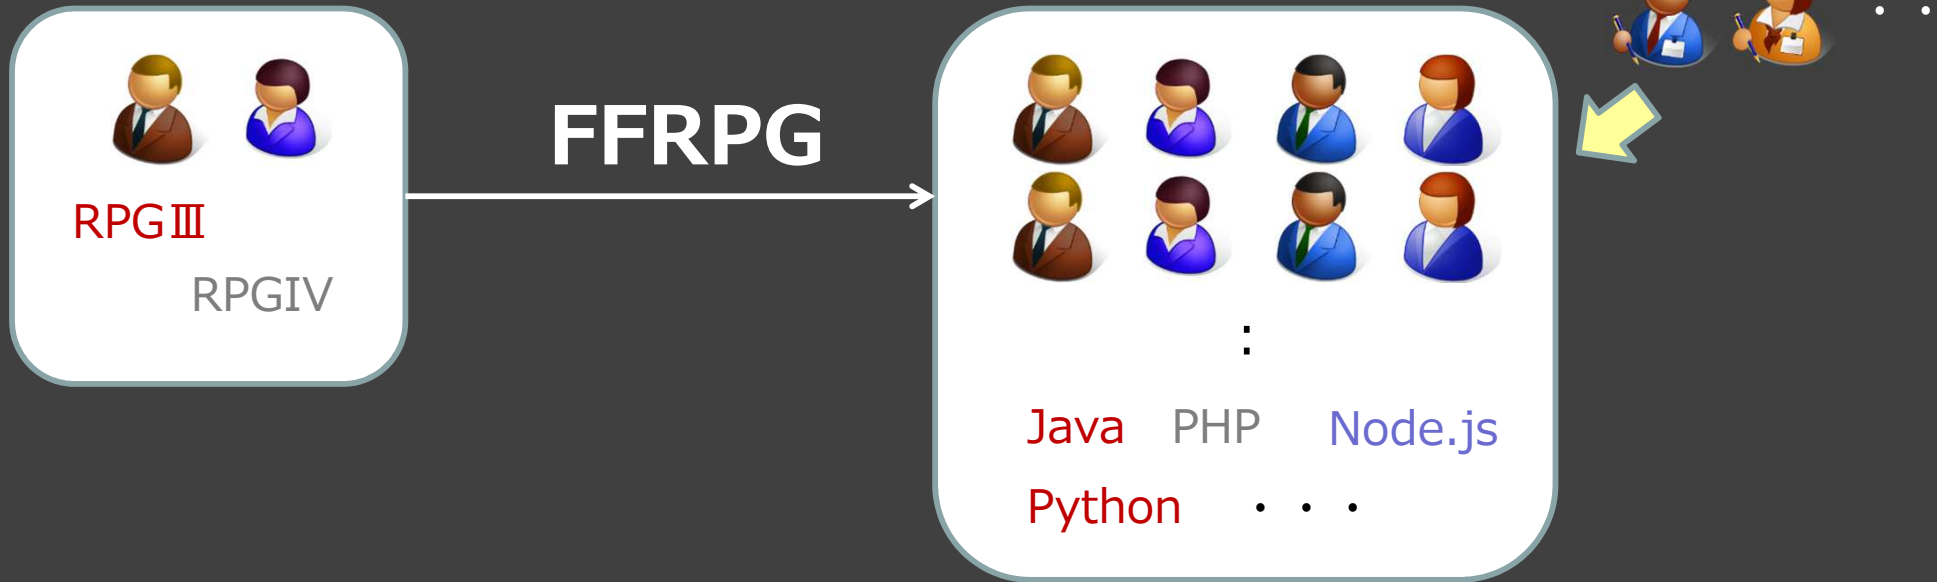 FFRPG
RPGⅢ
RPGIV
:
Java PHP Node.js
Python ・・・
・・